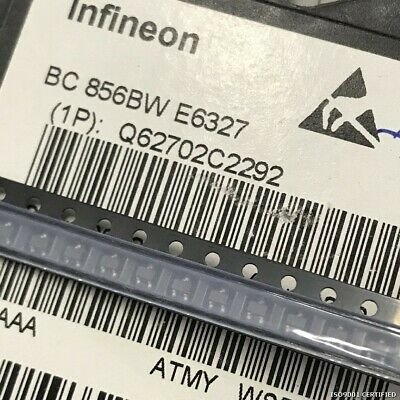 Infineon
BC 856BW E6327
(1P): Q62702C2292
AAA
ATMY
ISO9001 CERTIFIED